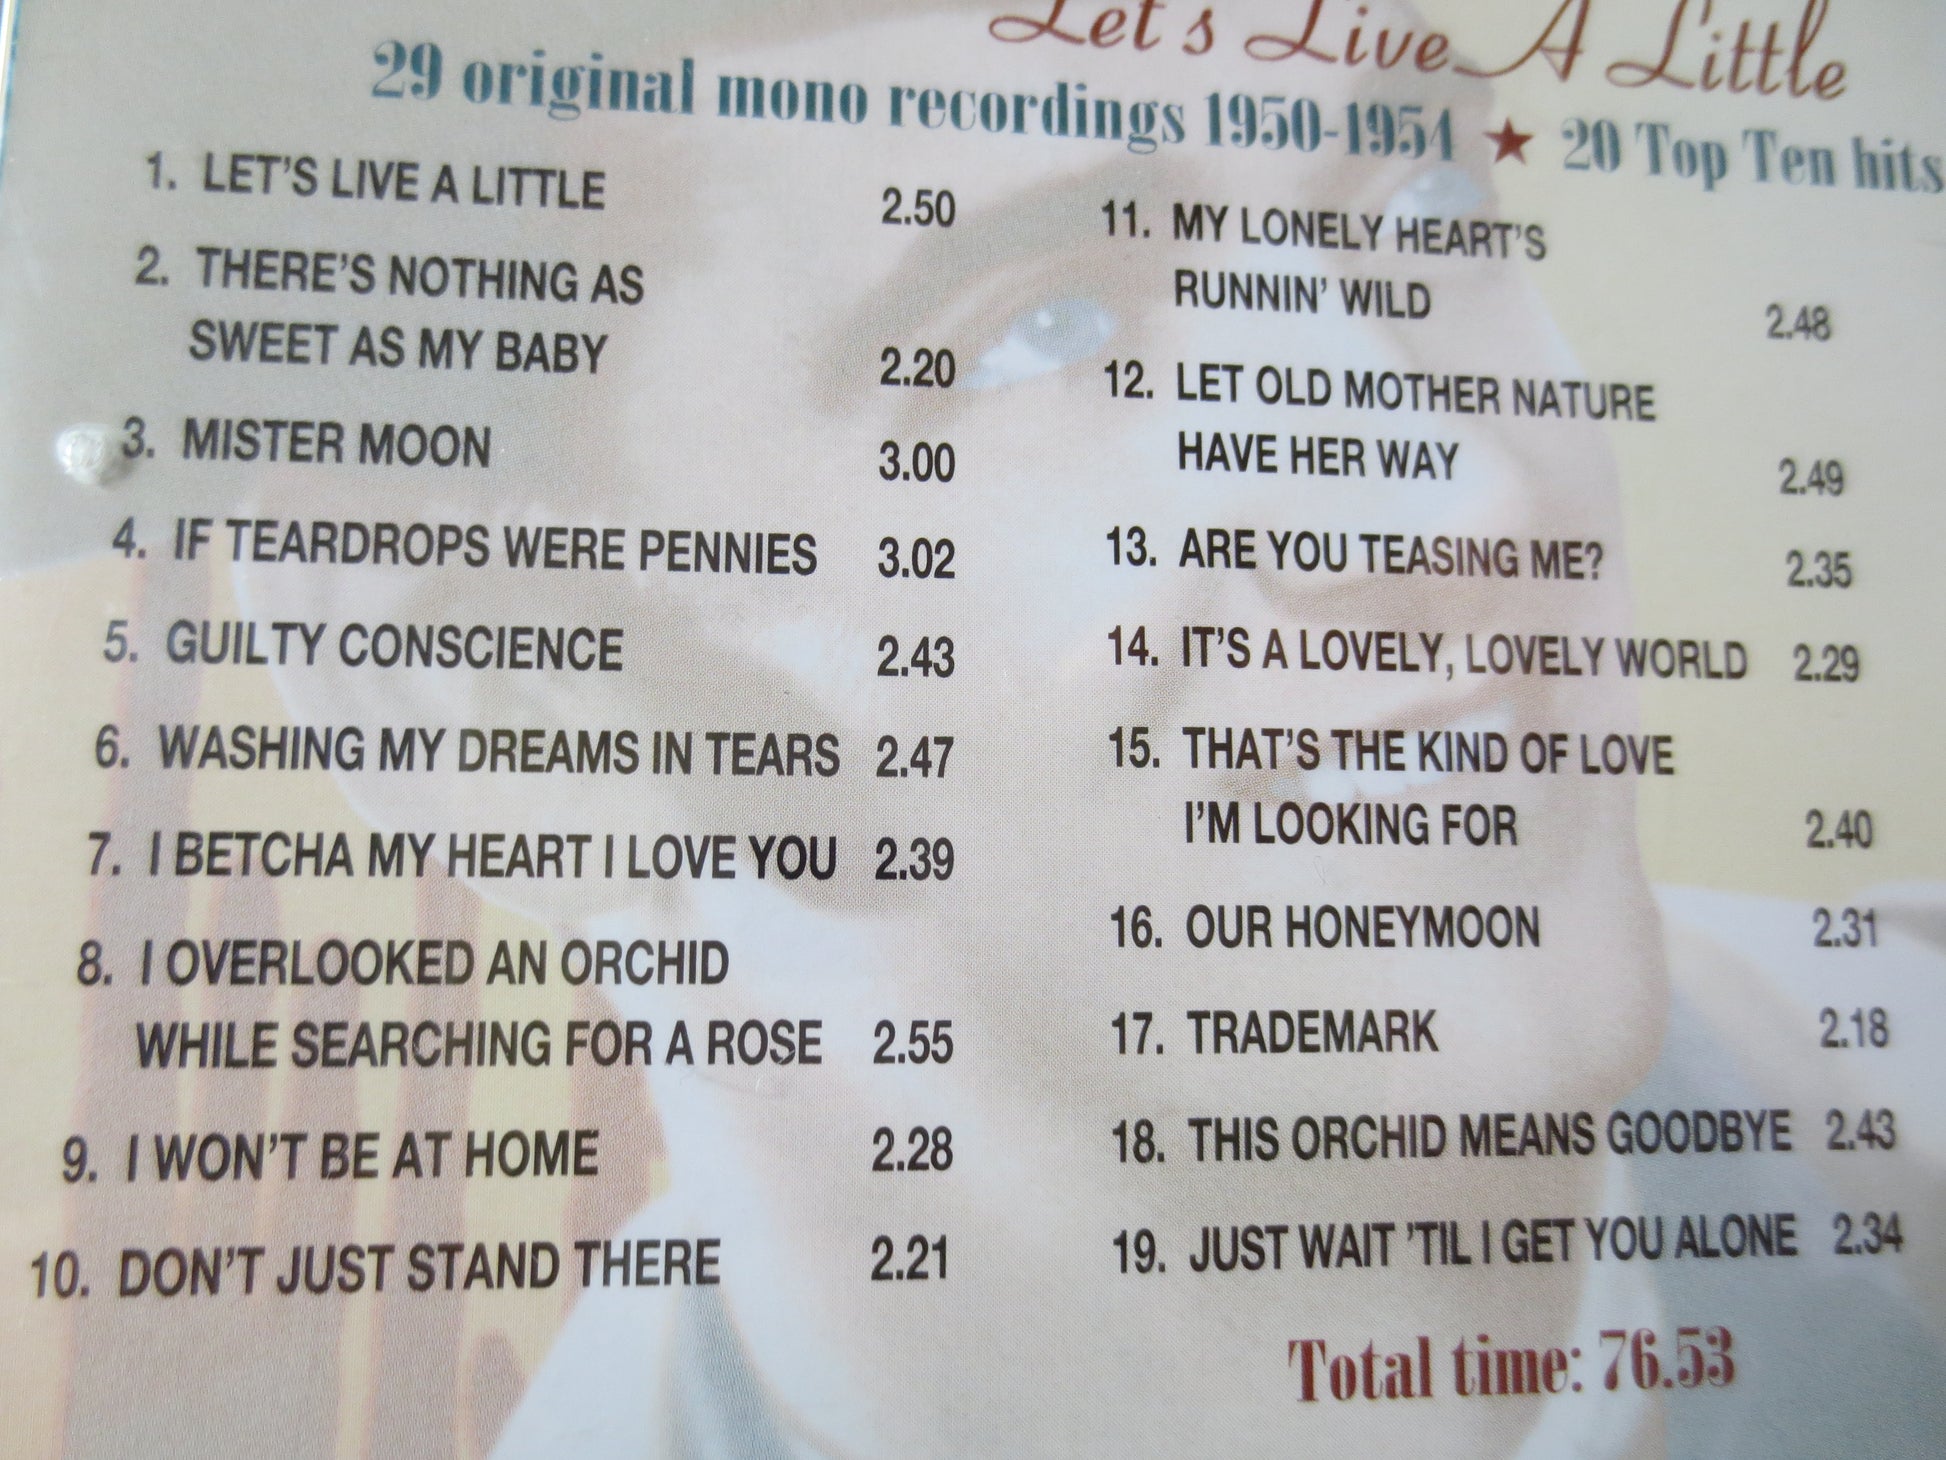 Let's Live A Little
29 original mono recordings 1950-1954 ★ 20 Top Ten hits
1. LET'S LIVE A LITTLE 2.50
2. THERE'S NOTHING AS
SWEET AS MY BABY 2.20
3. MISTER MOON 3.00
4. IF TEARDROPS WERE PENNIES 3.02
5. GUILTY CONSCIENCE 2.43
6. WASHING MY DREAMS IN TEARS 2.47
7. I BETCHA MY HEART I LOVE YOU 2.39
8. I OVERLOOKED AN ORCHID
WHILE SEARCHING FOR A ROSE 2.55
9. I WON'T BE AT HOME 2.28
10. DON'T JUST STAND THERE 2.21
11. MY LONELY HEART'S
RUNNIN' WILD 2.48
12. LET OLD MOTHER NATURE
HAVE HER WAY 2.49
13. ARE YOU TEASING ME? 2.35
14. IT'S A LOVELY, LOVELY WORLD 2.29
15. THAT'S THE KIND OF LOVE
I'M LOOKING FOR 2.40
16. OUR HONEYMOON 2.31
17. TRADEMARK 2.18
18. THIS ORCHID MEANS GOODBYE 2.43
19. JUST WAIT 'TIL I GET YOU ALONE 2.34
Total time: 76.53